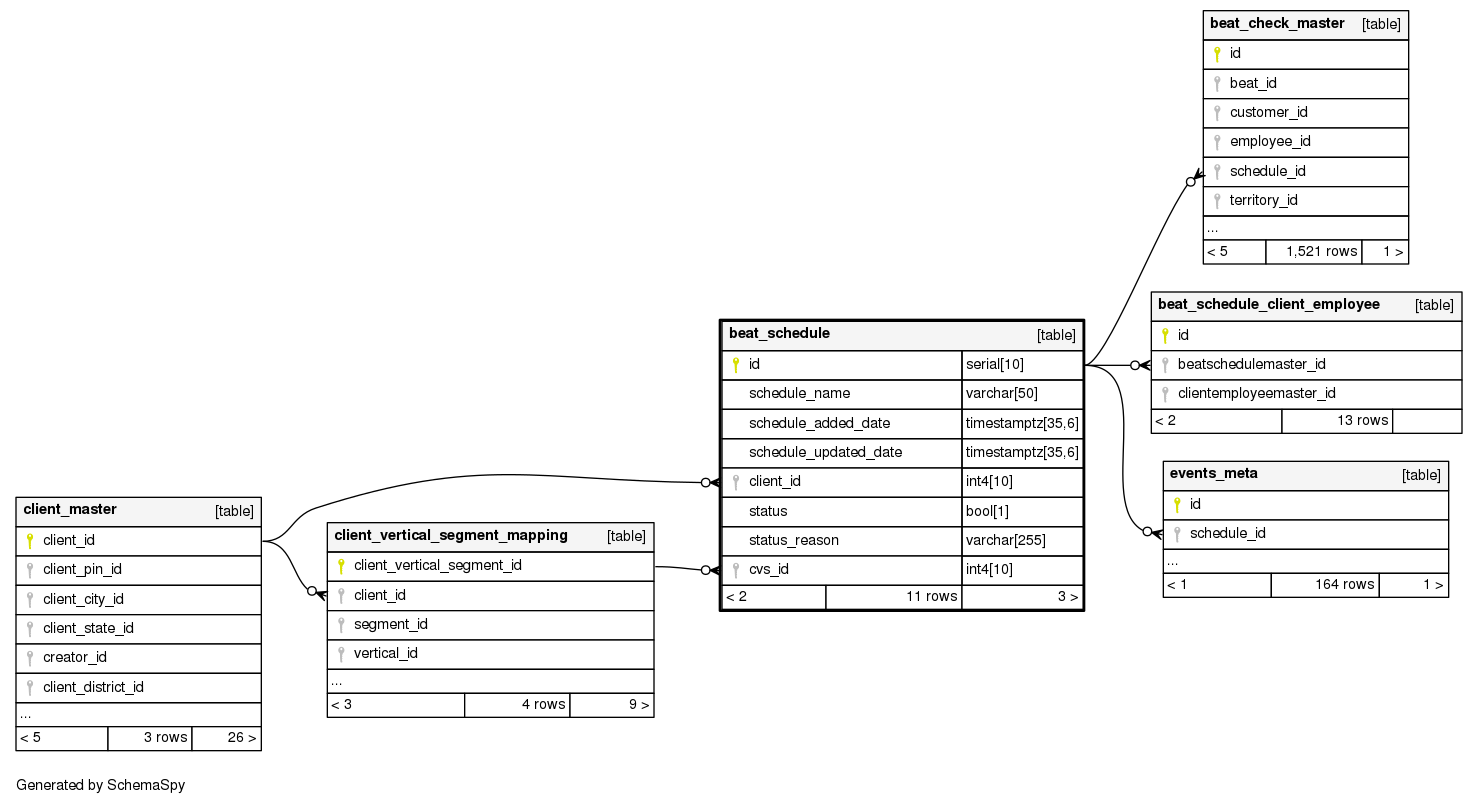 beat_check_master [table]
id
beat_id
customer_id
employee_id
schedule_id
territory_id
...
< 5 1,521 rows 1 >
beat_schedule_client_employee [table]
id
beatschedulemaster_id
clientemployeemaster_id
< 2 13 rows
beat_schedule [table]
id serial[10]
schedule_name varchar[50]
schedule_added_date timestamptz[35,6]
schedule_updated_date timestamptz[35,6]
client_id int4[10]
status bool[1]
status_reason varchar[255]
cvs_id int4[10]
< 2 11 rows 3 >
events_meta [table]
id
schedule_id
...
< 1 164 rows 1 >
client_master [table]
client_id
client_pin_id
client_city_id
client_state_id
creator_id
client_district_id
...
< 5 3 rows 26 >
client_vertical_segment_mapping [table]
client_vertical_segment_id
client_id
segment_id
vertical_id
...
< 3 4 rows 9 >
Generated by SchemaSpy